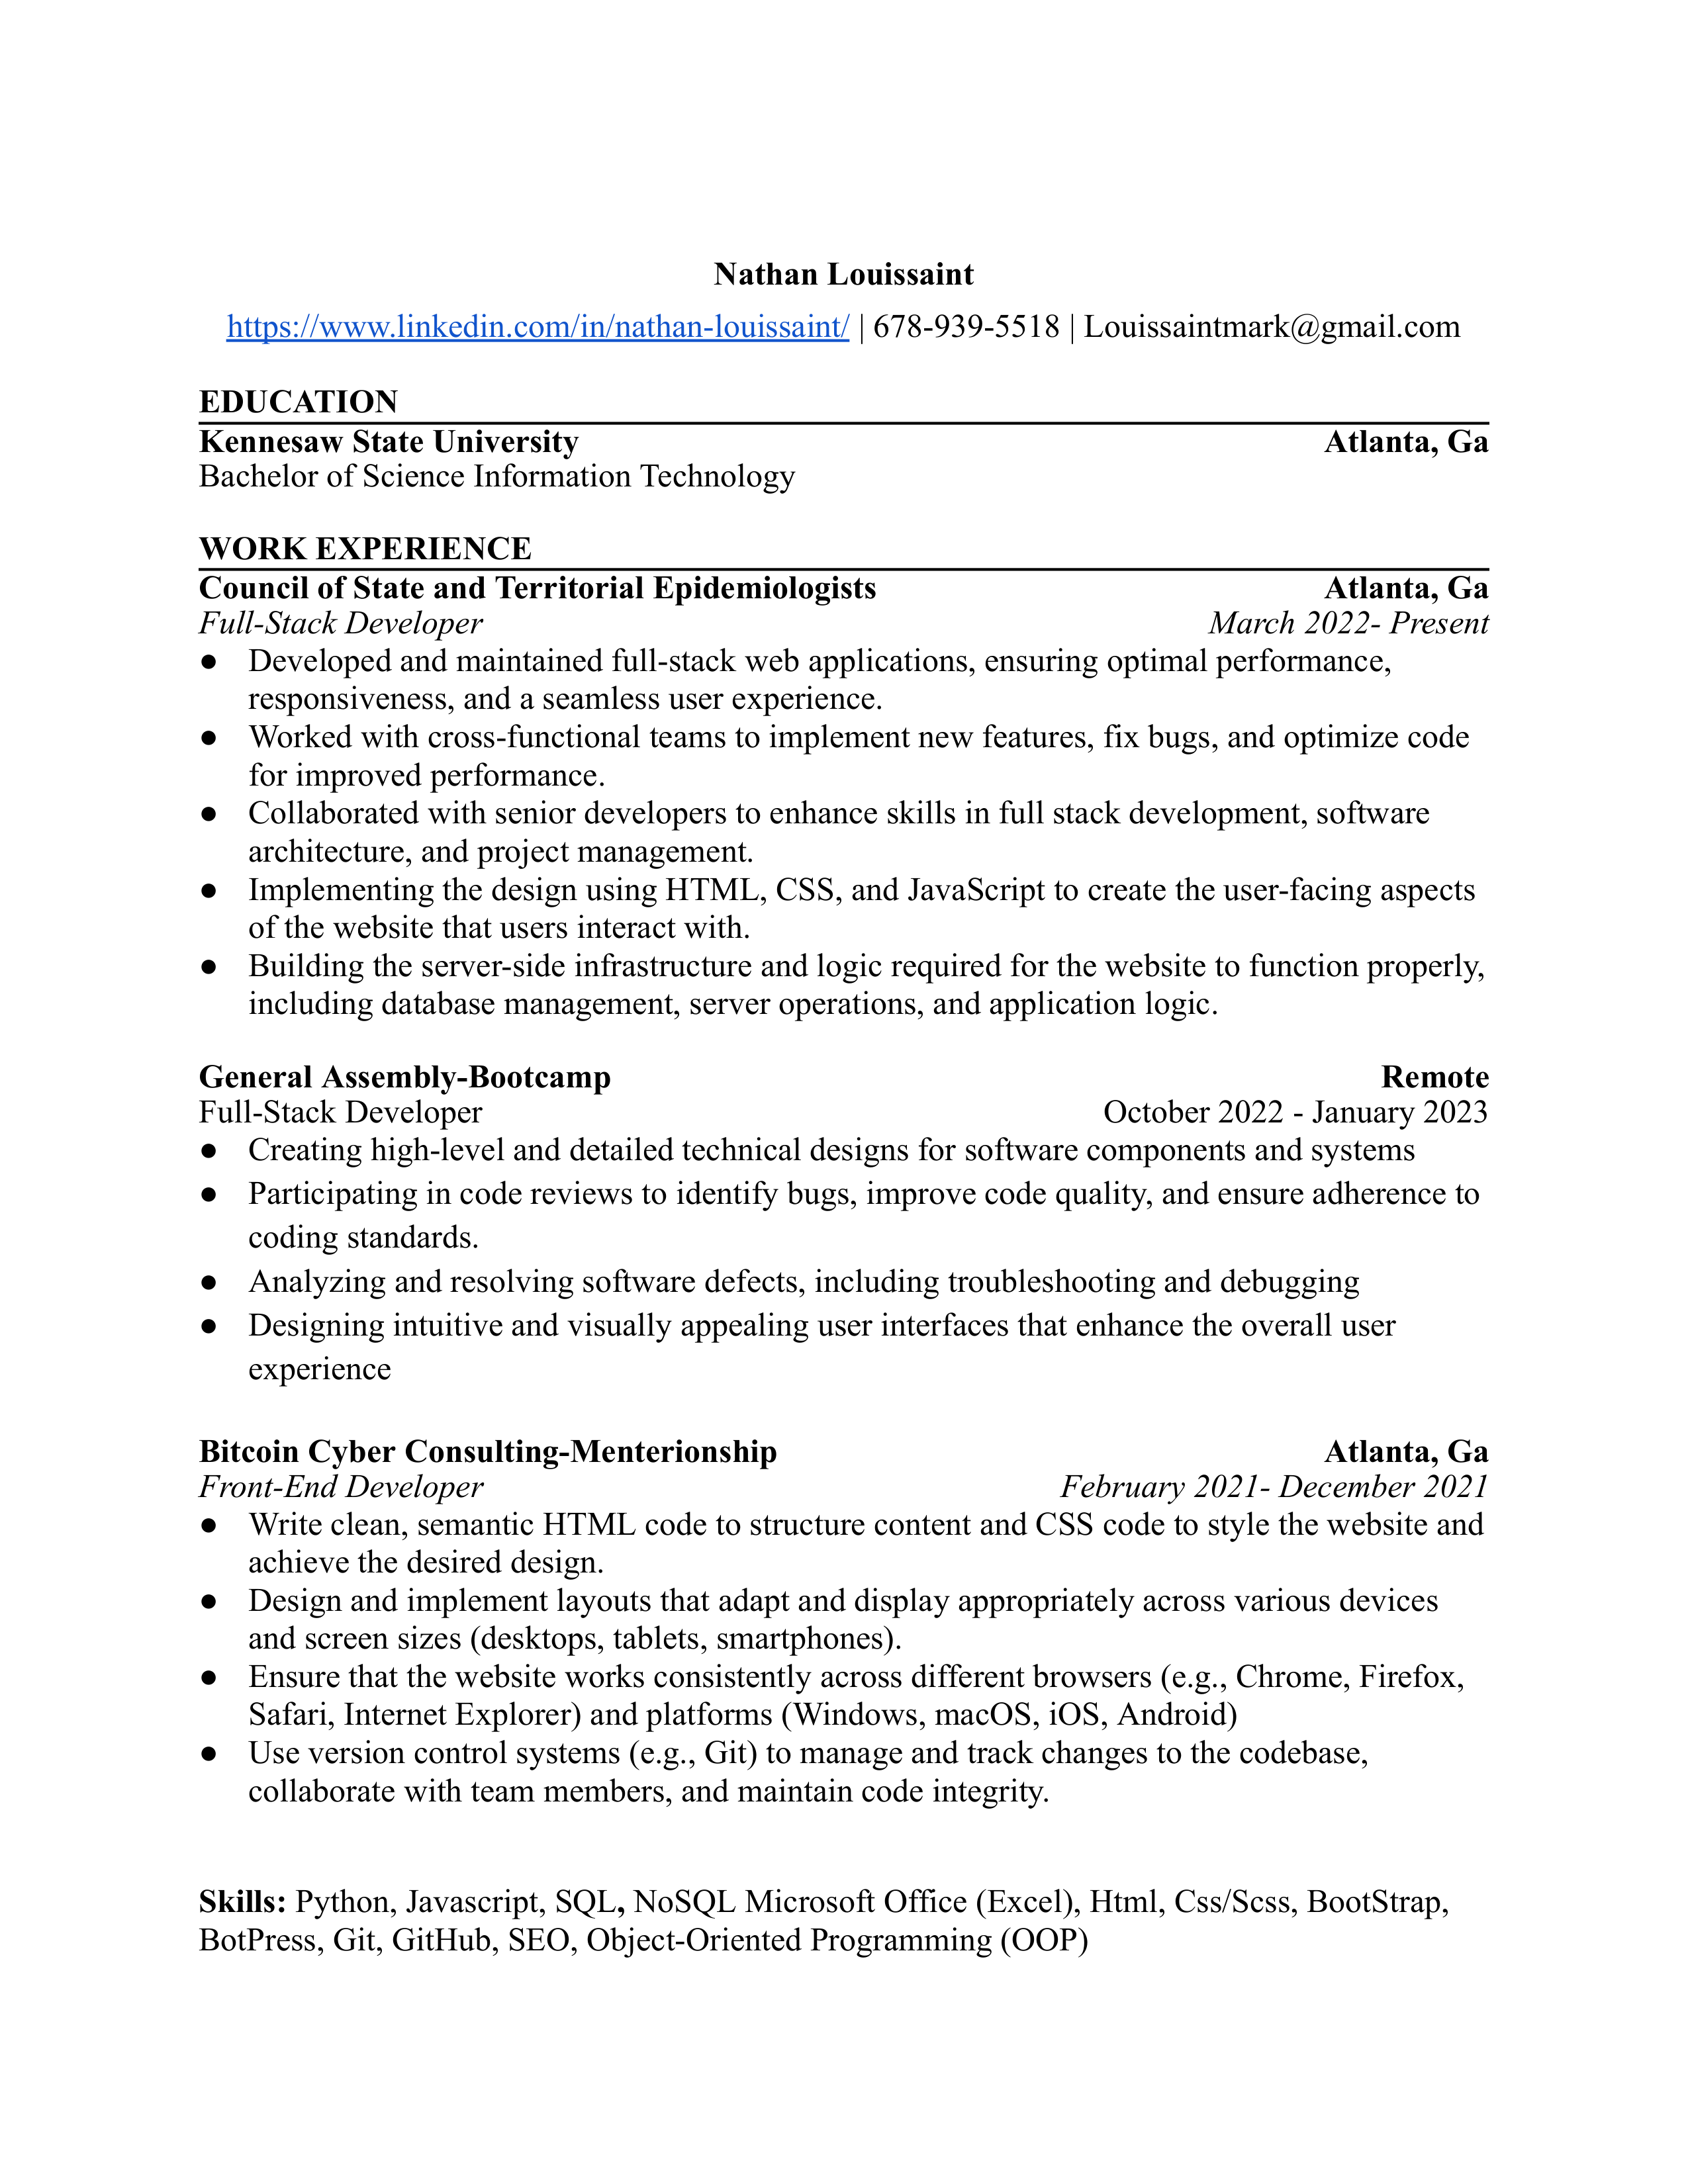 Nathan Louissaint
https://www.linkedin.com/in/nathan-louissaint/ | 678-939-5518 | Louissaintmark@gmail.com
EDUCATION
Kennesaw State University Atlanta, Ga
Bachelor of Science Information Technology
WORK EXPERIENCE
Council of State and Territorial Epidemiologists Atlanta, Ga
Full-Stack Developer March 2022- Present
● Developed and maintained full-stack web applications, ensuring optimal performance,
responsiveness, and a seamless user experience.
● Worked with cross-functional teams to implement new features, fix bugs, and optimize code
for improved performance.
● Collaborated with senior developers to enhance skills in full stack development, software
architecture, and project management.
● Implementing the design using HTML, CSS, and JavaScript to create the user-facing aspects
of the website that users interact with.
● Building the server-side infrastructure and logic required for the website to function properly,
including database management, server operations, and application logic.
General Assembly-Bootcamp Remote
Full-Stack Developer October 2022 - January 2023
● Creating high-level and detailed technical designs for software components and systems
● Participating in code reviews to identify bugs, improve code quality, and ensure adherence to
coding standards.
● Analyzing and resolving software defects, including troubleshooting and debugging
● Designing intuitive and visually appealing user interfaces that enhance the overall user
experience
Bitcoin Cyber Consulting-Menterionship Atlanta, Ga
Front-End Developer February 2021- December 2021
● Write clean, semantic HTML code to structure content and CSS code to style the website and
achieve the desired design.
● Design and implement layouts that adapt and display appropriately across various devices
and screen sizes (desktops, tablets, smartphones).
● Ensure that the website works consistently across different browsers (e.g., Chrome, Firefox,
Safari, Internet Explorer) and platforms (Windows, macOS, iOS, Android)
● Use version control systems (e.g., Git) to manage and track changes to the codebase,
collaborate with team members, and maintain code integrity.
Skills: Python, Javascript, SQL, NoSQL Microsoft Office (Excel), Html, Css/Scss, BootStrap,
BotPress, Git, GitHub, SEO, Object-Oriented Programming (OOP)